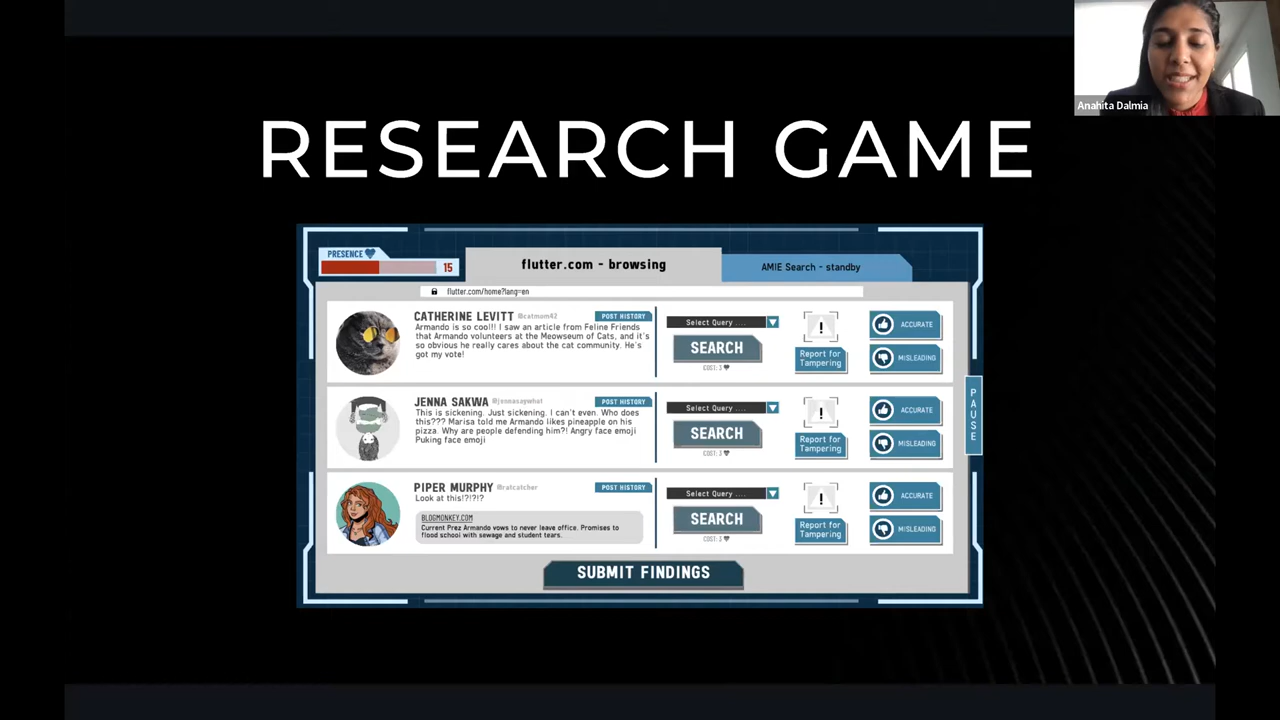 Anahita Dalmia
RESEARCH GAME
PRESENCE
15
flutter.com - browsing
AMIE Search - standby
flutter.com/home?lang=en
CATHERINE LEVITT @catmum42
POST HISTORY
Armando is so cool!! I saw an article from Feline Friends
that Armando volunteers at the Meowseum of Cats, and it's
so obvious he really cares about the cat community. He's
got my vote!
Select Query ....
SEARCH
COST: 3
!
Report for
Tampering
ACCURATE
MISLEADING
JENNA SAKWA @jennasaywhat
POST HISTORY
This is sickening. Just sickening. I can't even. Who does
this??? Marisa told me Armando likes pineapple on his
pizza. Why are people defending him?! Angry face emoji
Puking face emoji
Select Query ....
SEARCH
COST: 3
!
Report for
Tampering
ACCURATE
MISLEADING
PIPER MURPHY @ratcatcher
POST HISTORY
Look at this!?!?!?
BLOGMONKEY.COM
Current Prez Armando vows to never leave office. Promises to
flood school with sewage and student tears.
Select Query ....
SEARCH
COST: 3
!
Report for
Tampering
ACCURATE
MISLEADING
PAUSE
SUBMIT FINDINGS